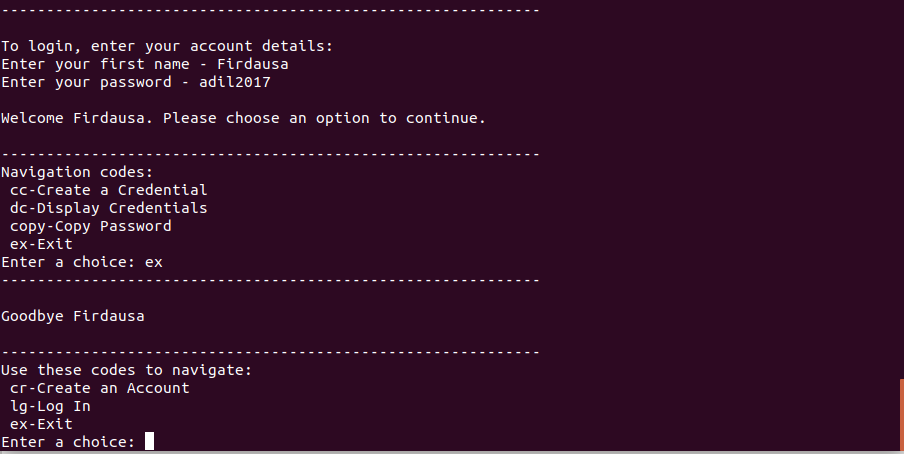 ------------------------------------------------------------
To login, enter your account details:
Enter your first name - Firdausa
Enter your password - adil2017
Welcome Firdausa. Please choose an option to continue.
------------------------------------------------------------
Navigation codes:
 cc-Create a Credential
 dc-Display Credentials
 copy-Copy Password
 ex-Exit
Enter a choice: ex
------------------------------------------------------------
Goodbye Firdausa
------------------------------------------------------------
Use these codes to navigate:
 cr-Create an Account
 lg-Log In
 ex-Exit
Enter a choice: